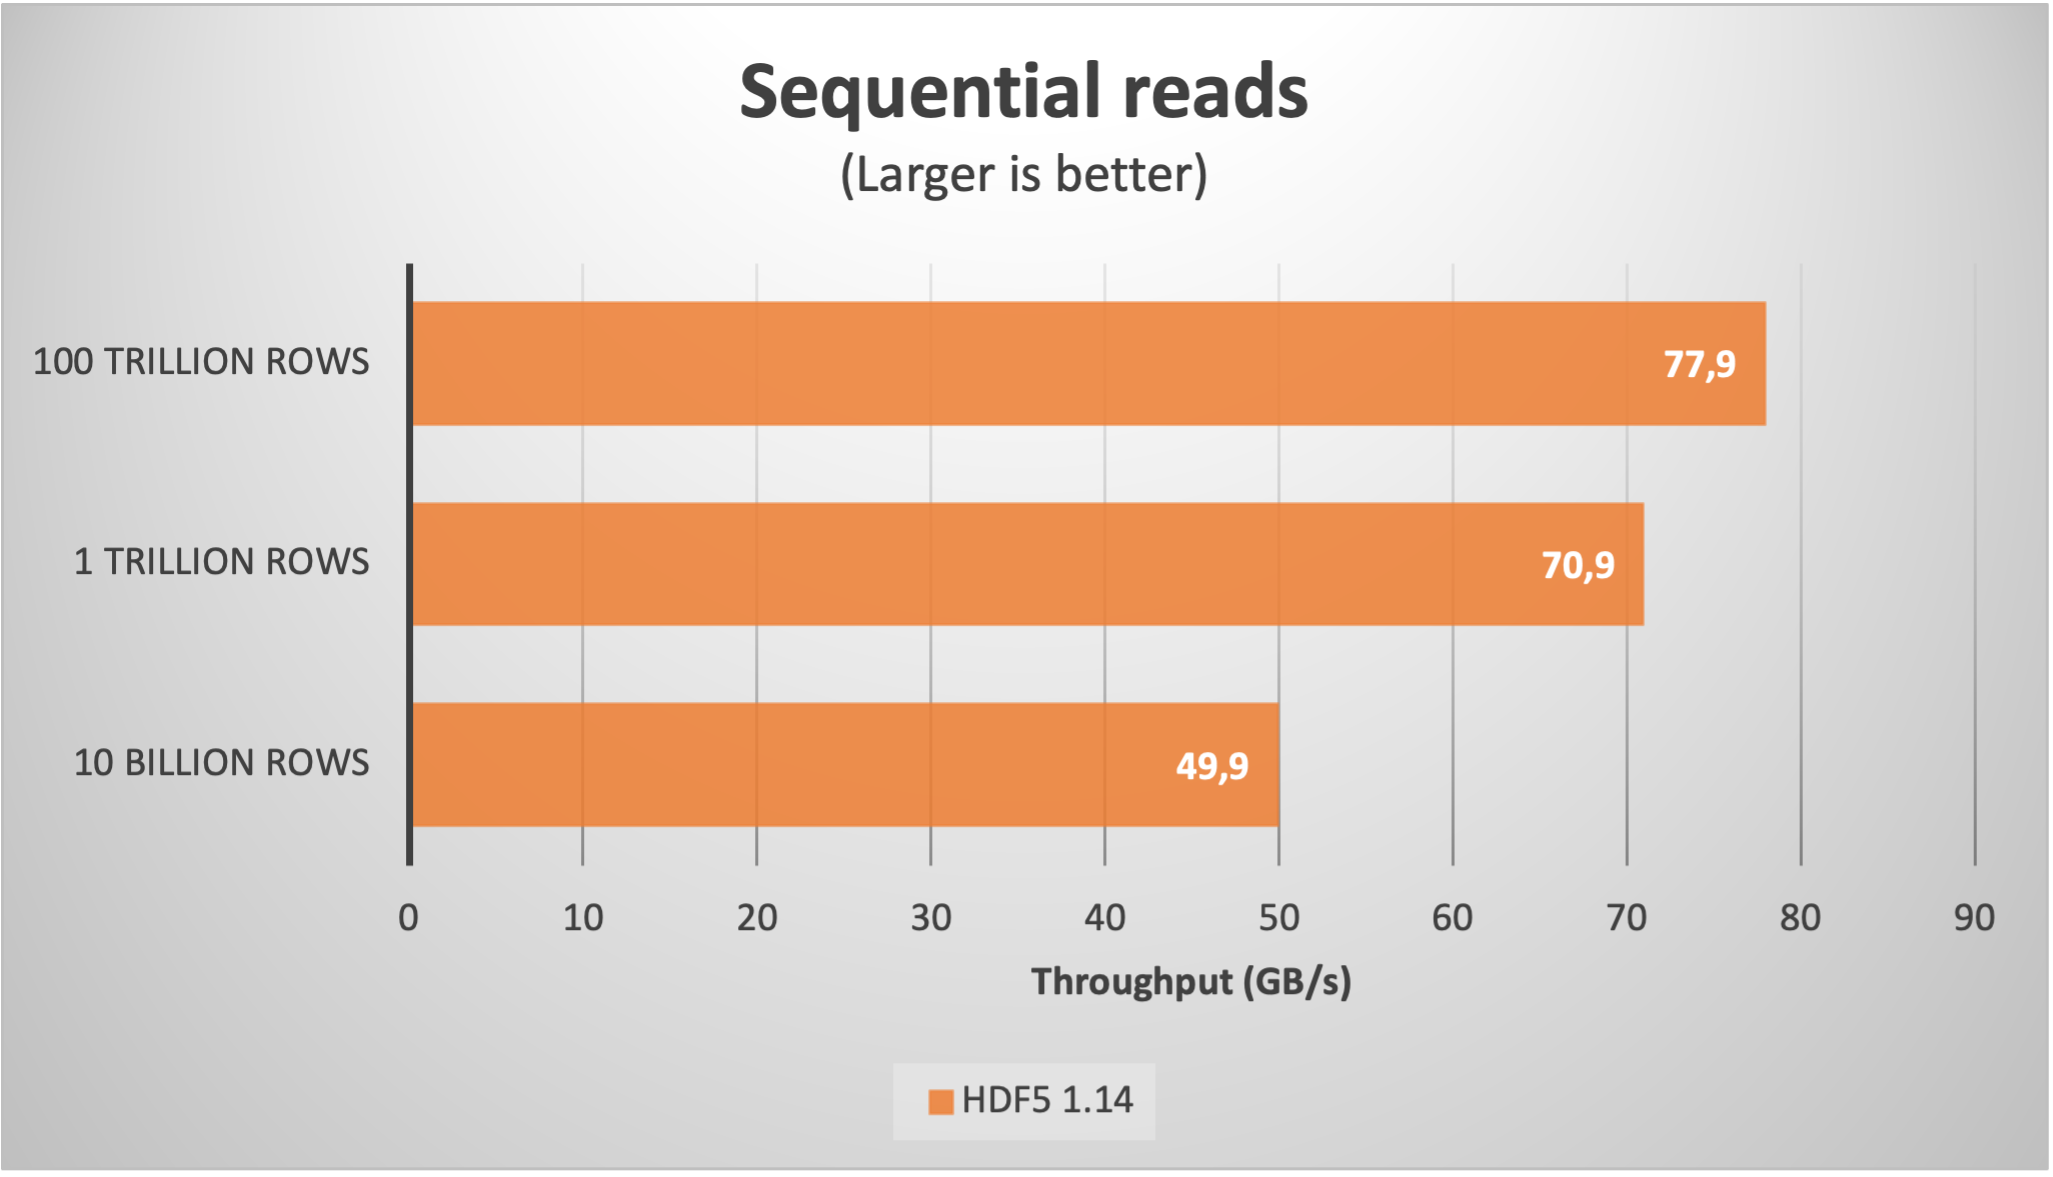 Sequential reads
(Larger is better)
100 TRILLION ROWS
77,9
1 TRILLION ROWS
70,9
10 BILLION ROWS
49,9
0 10 20 30 40 50 60 70 80 90
Throughput (GB/s)
HDF5 1.14